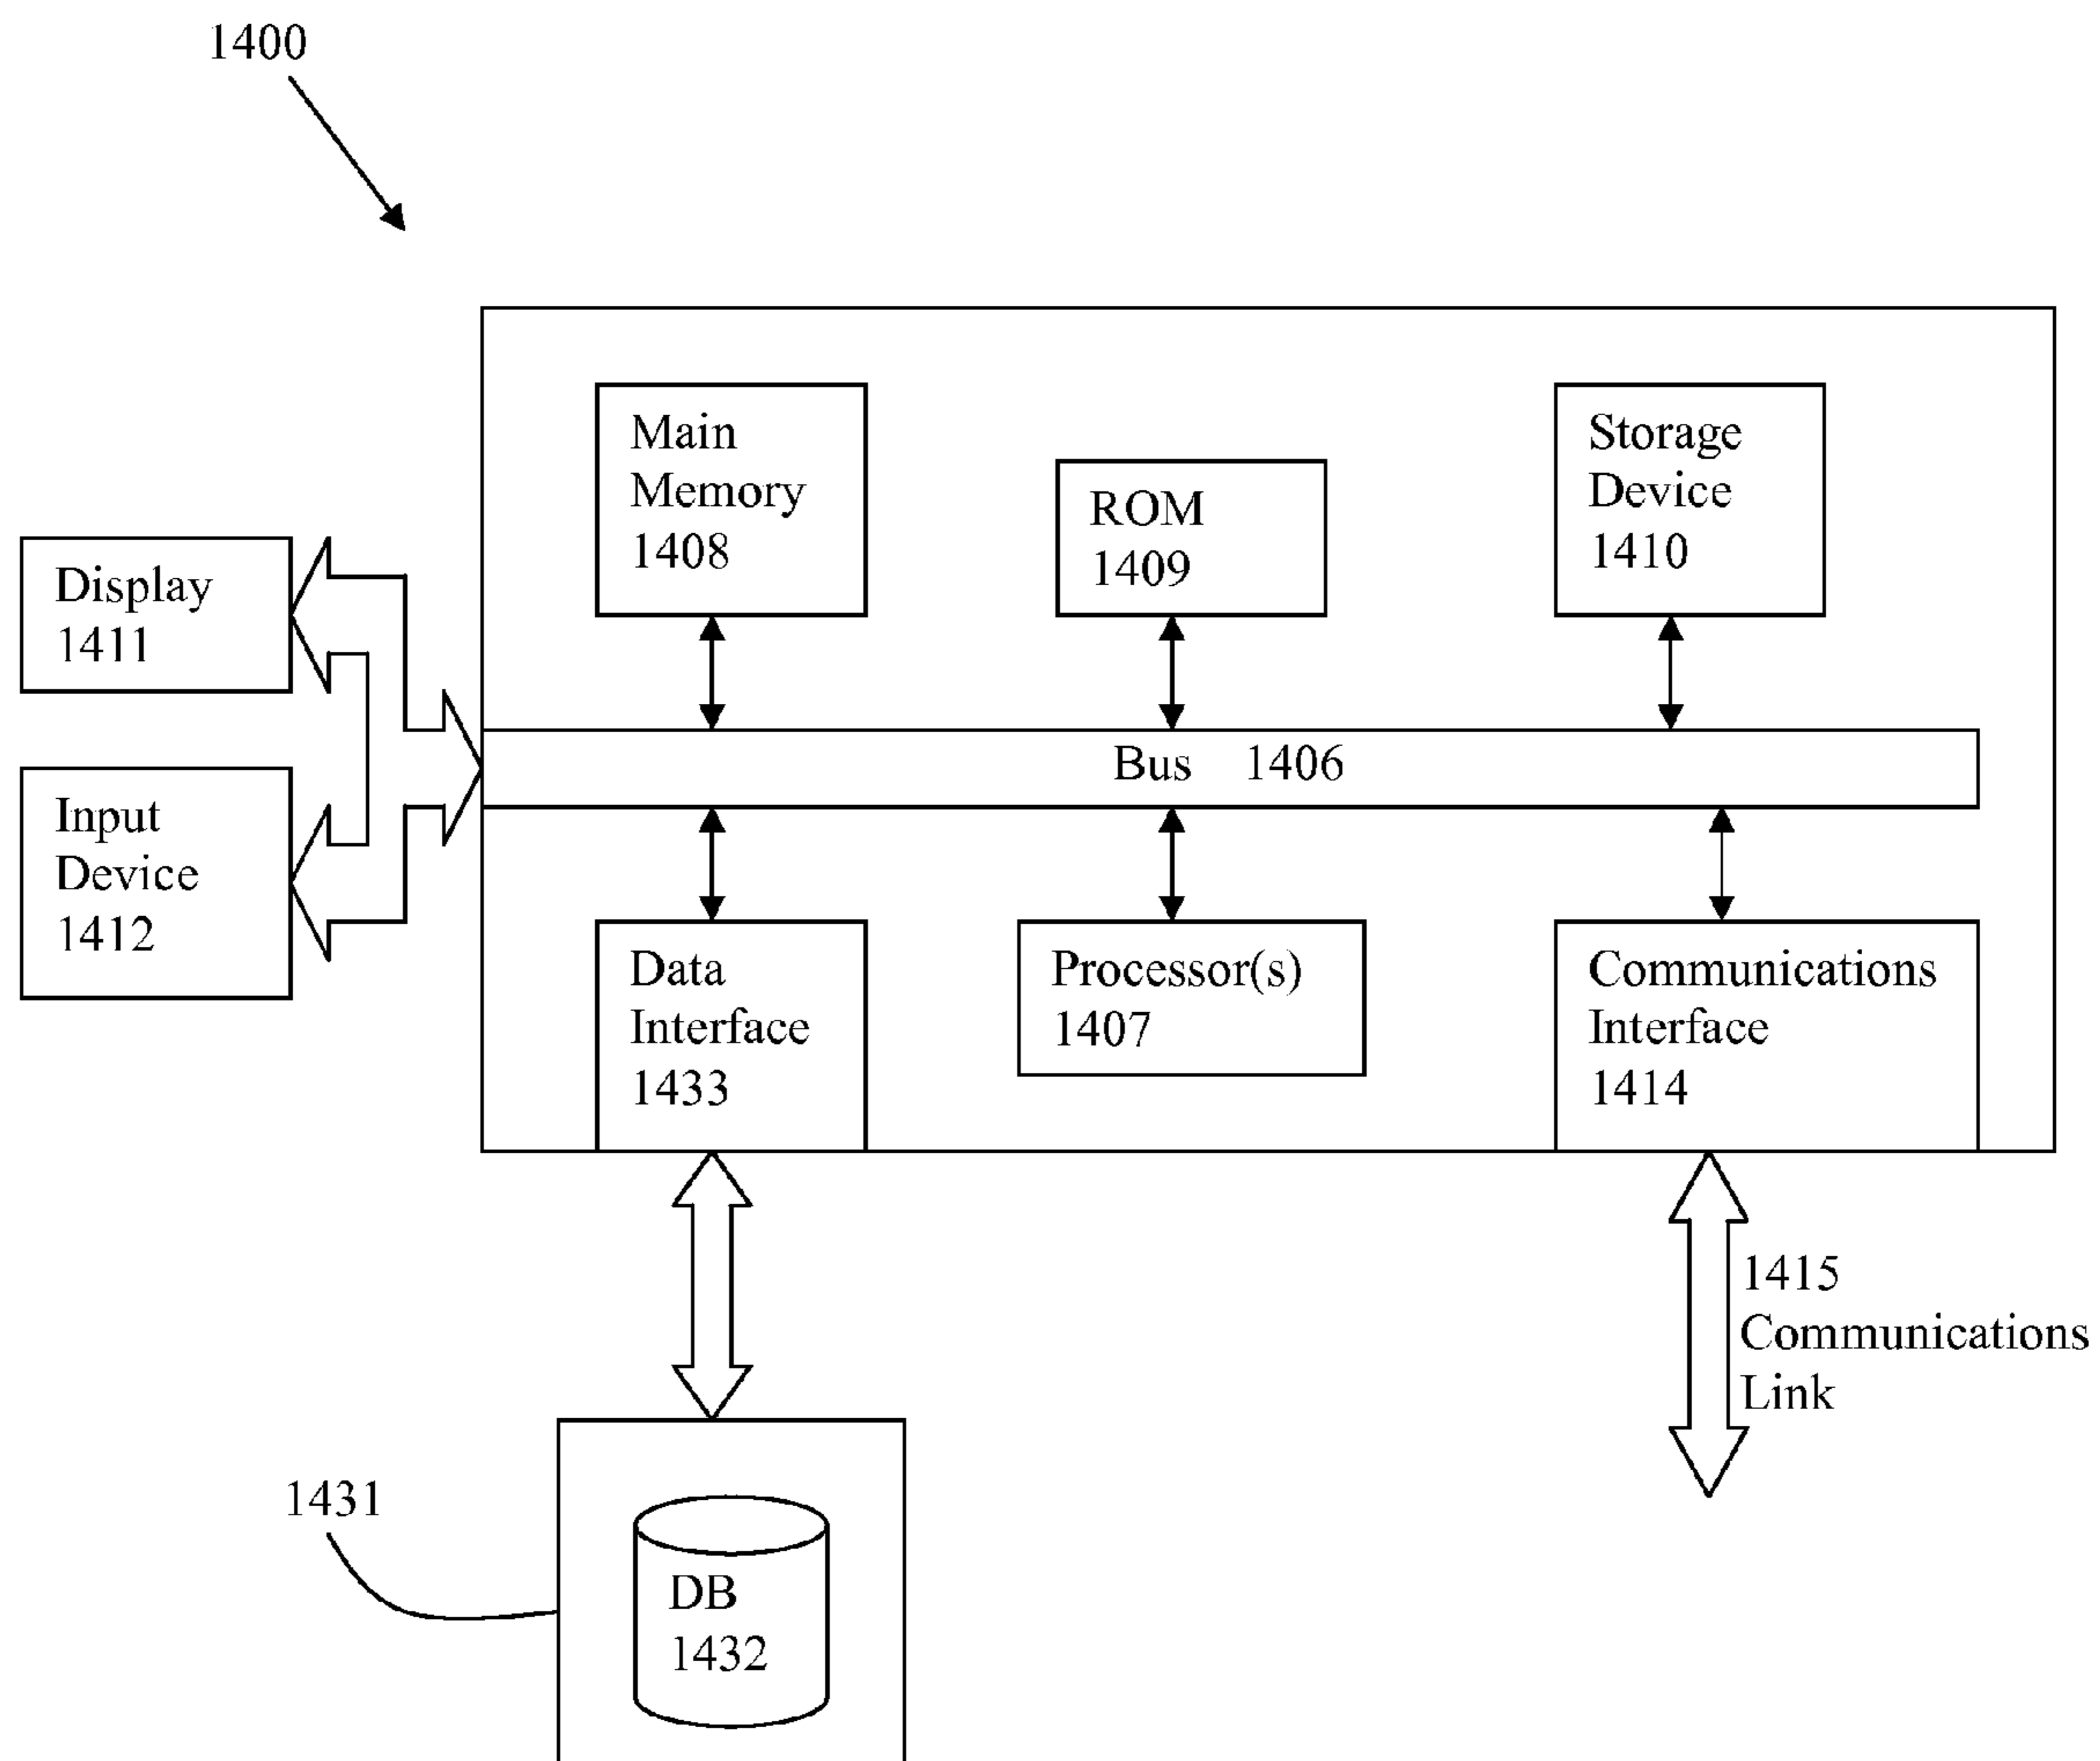 1400
Main
Memory
1408
ROM
1409
Storage
Device
1410
Display
1411
Bus 1406
Input
Device
1412
Data
Interface
1433
Processor(s)
1407
Communications
Interface
1414
1415
Communications
Link
1431
DB
1432